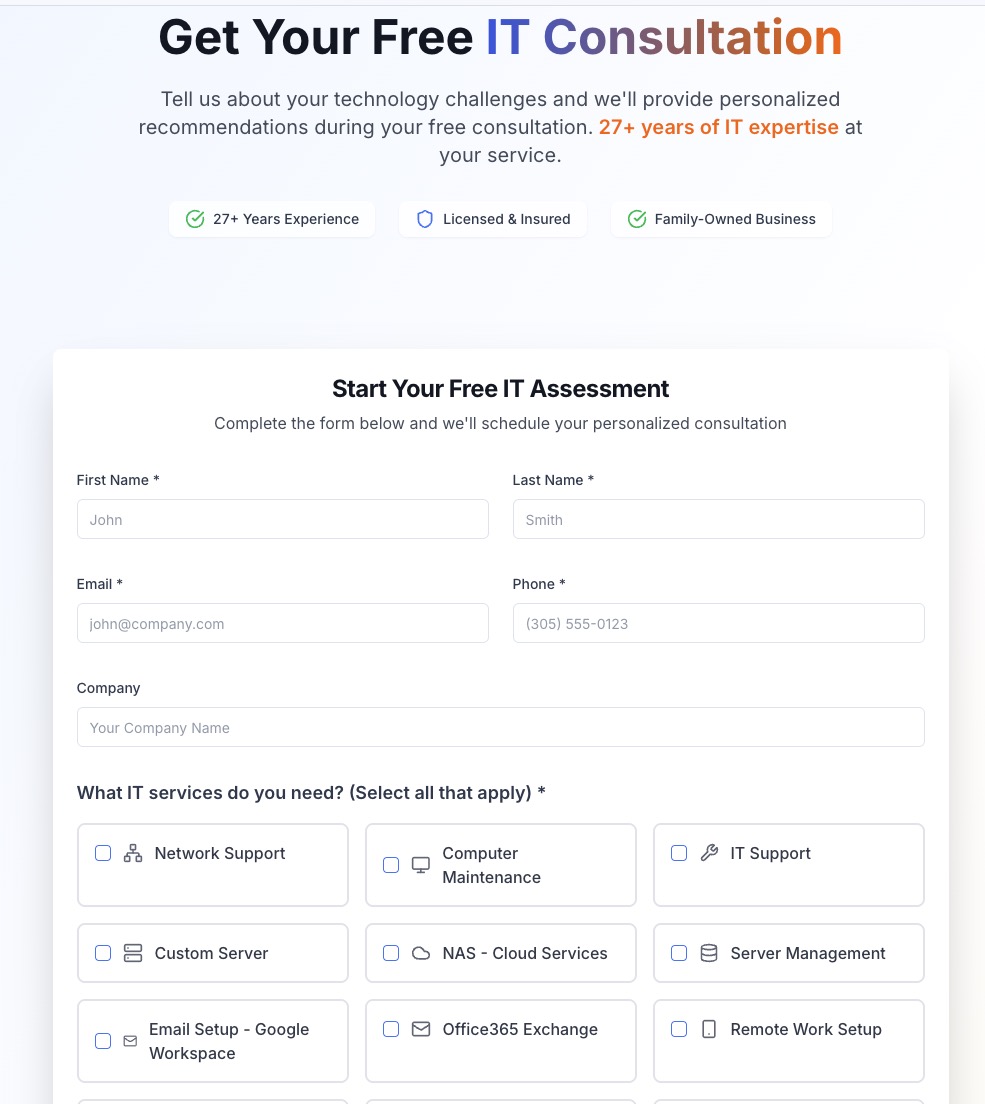 Get Your Free IT Consultation
Tell us about your technology challenges and we'll provide personalized
recommendations during your free consultation. 27+ years of IT expertise at
your service.
27+ Years Experience
Licensed & Insured
Family-Owned Business
Start Your Free IT Assessment
Complete the form below and we'll schedule your personalized consultation
First Name *
Last Name *
John
Smith
Email *
Phone *
john@company.com
(305) 555-0123
Company
Your Company Name
What IT services do you need? (Select all that apply) *
Network Support
Computer
Maintenance
IT Support
Custom Server
NAS - Cloud Services
Server Management
Email Setup - Google
Workspace
Office365 Exchange
Remote Work Setup